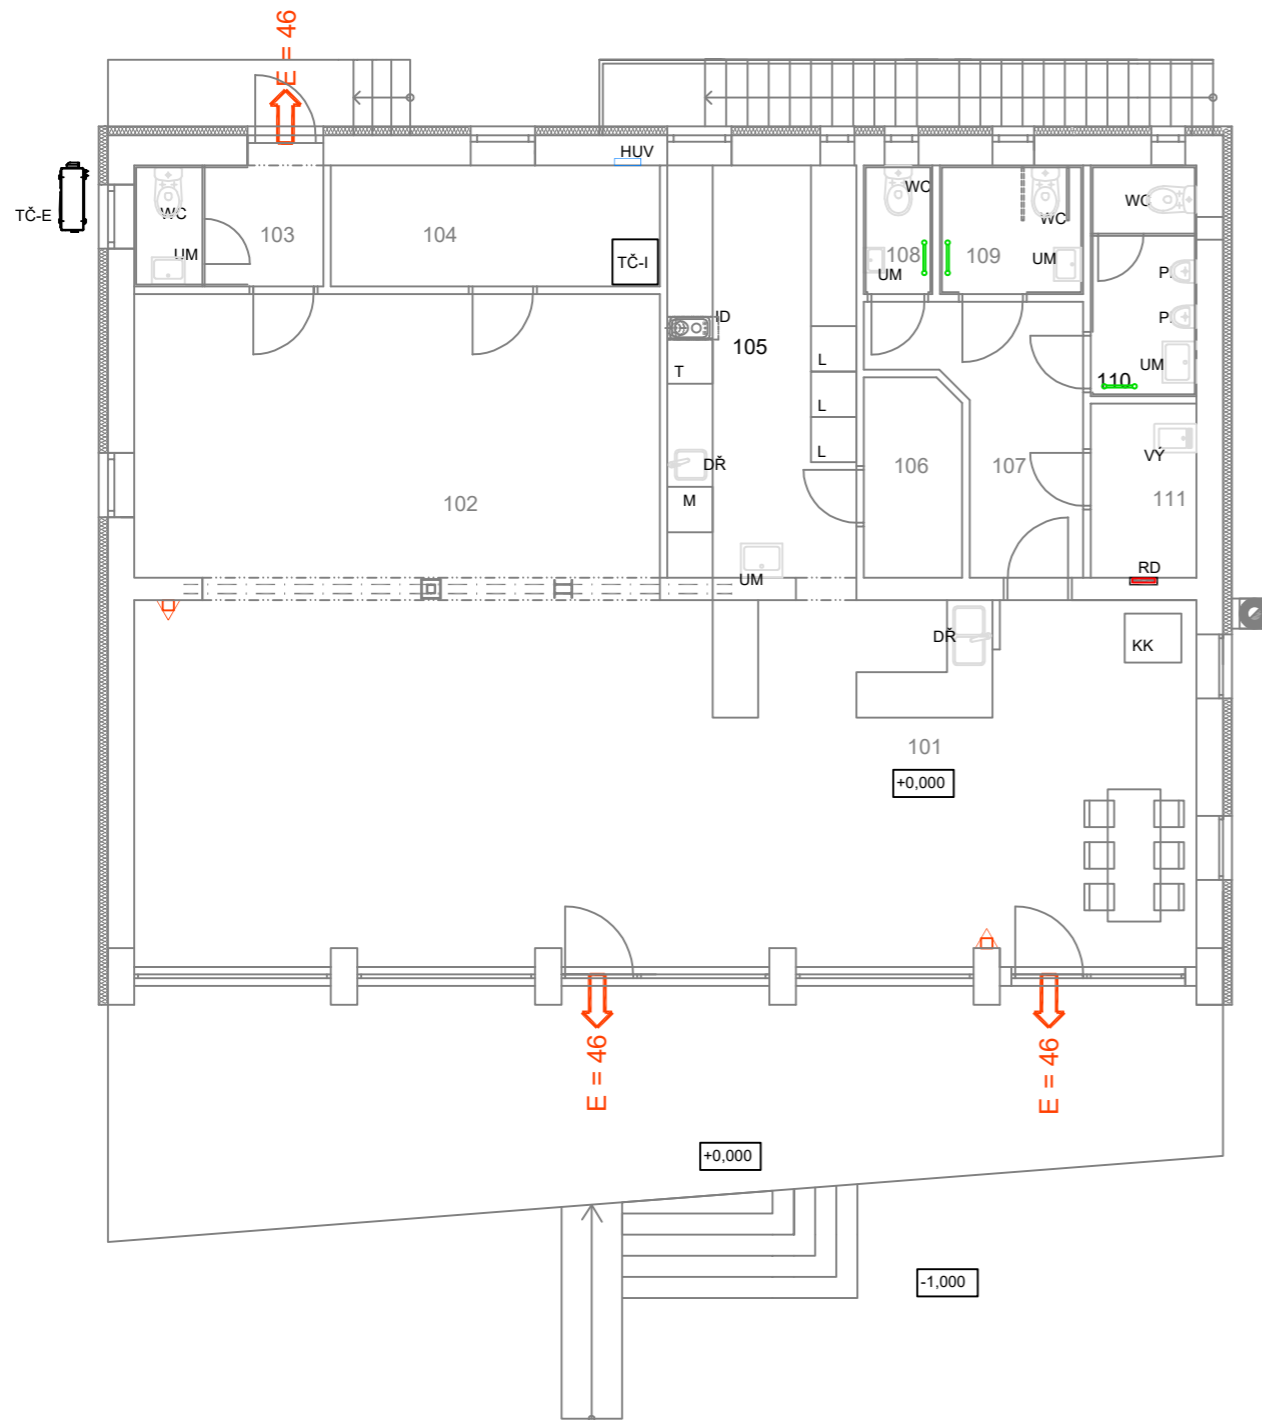 E = 46
HUV
TČ-E
WC
UM
103
104
TČ-I
WC
108
UM
109
WC
UM
WC
P.
P.
UM
110
ID
T
105
L
L
L
DŘ
M
UM
106
107
VÝ
111
RD
102
DŘ
KK
101
+0,000
E = 46
E = 46
+0,000
-1,000